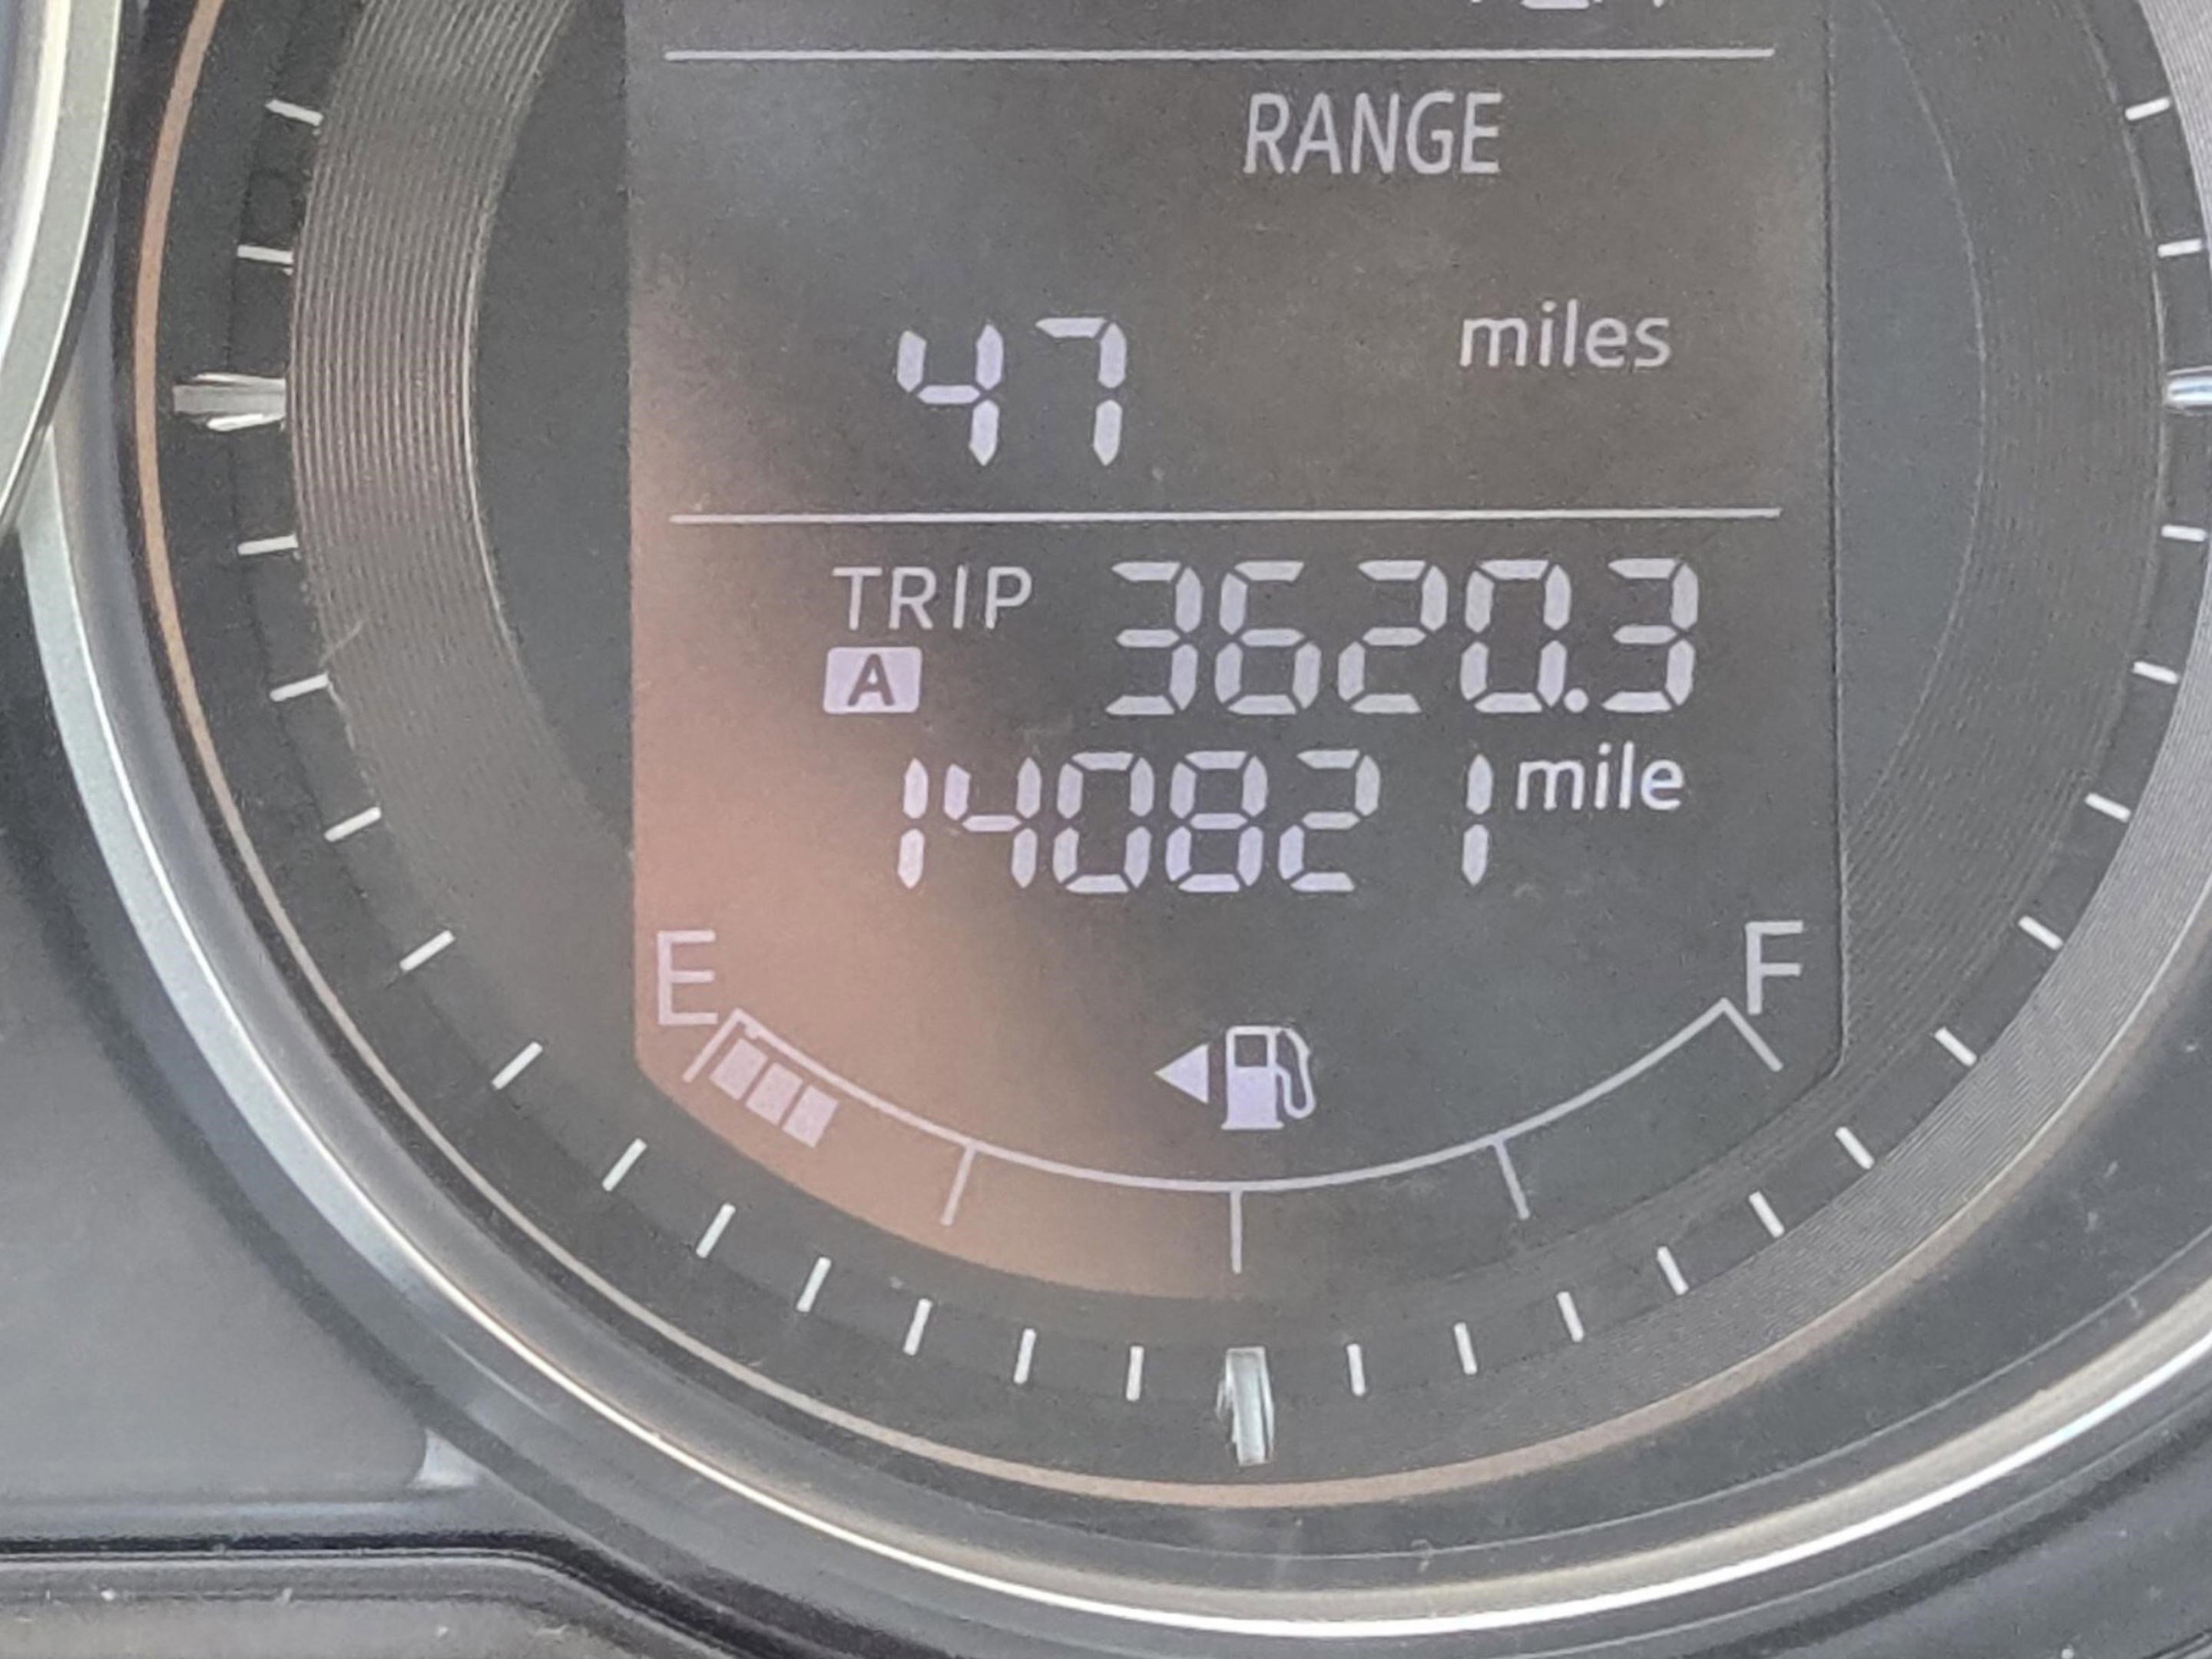 RANGE
47 miles
TRIP 3620.3
A
140821 mile
E F